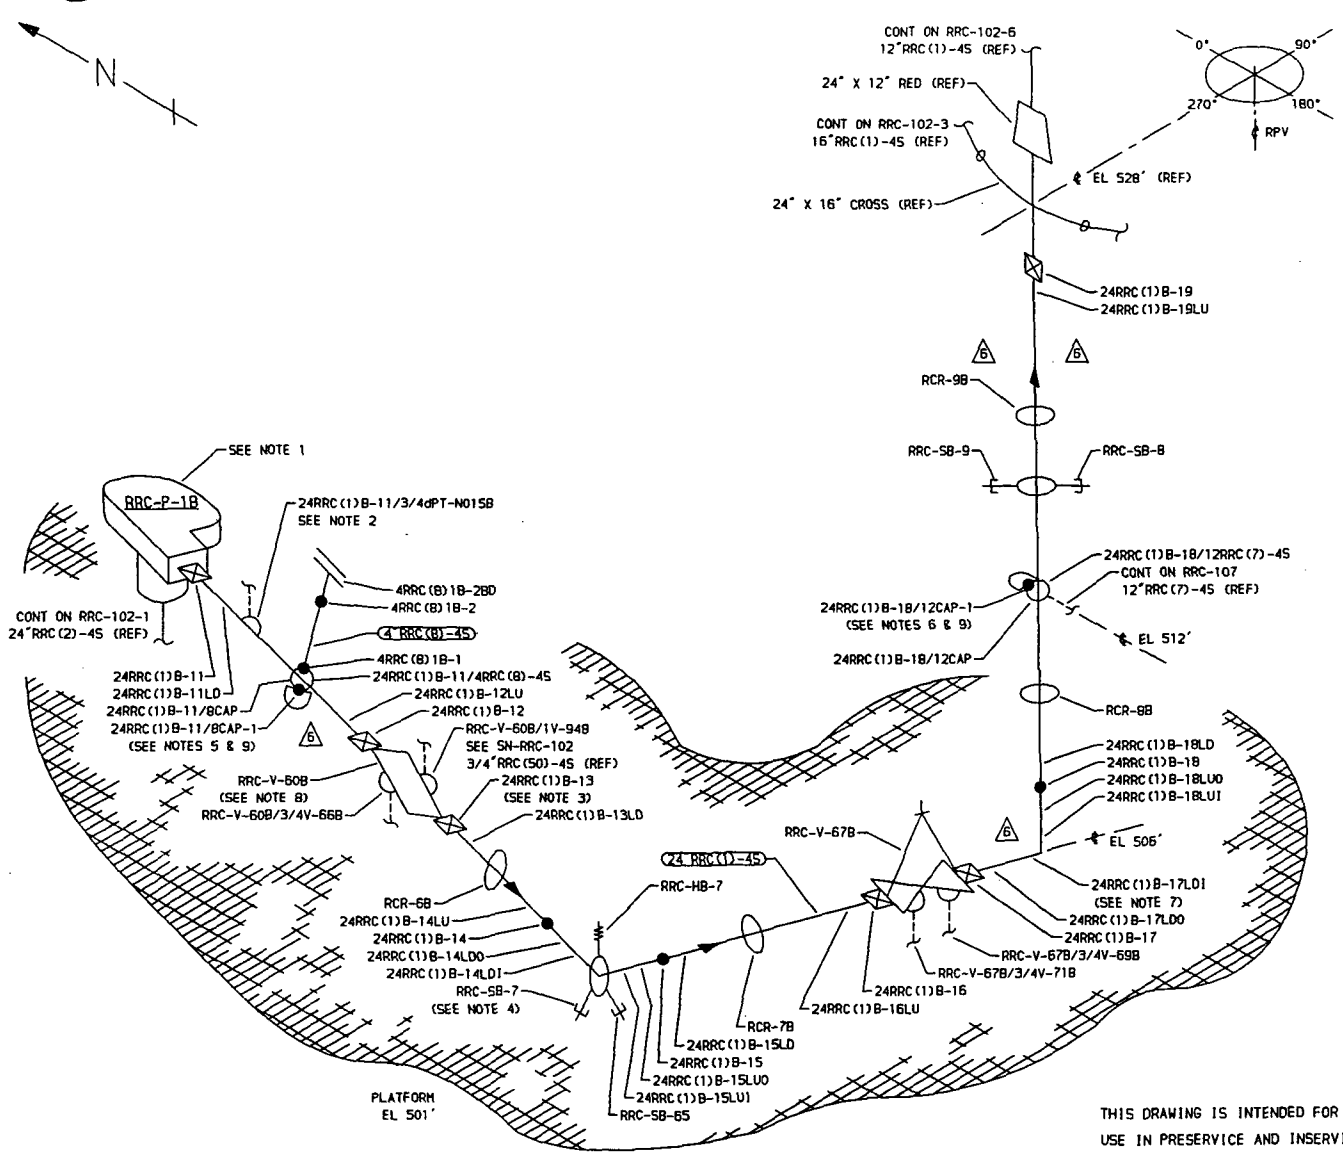 CONT ON RRC-102-6
12"RRC(1)-4S (REF)
24" X 12" RED (REF)
CONT ON RRC-102-3
16"RRC(1)-4S (REF)
24" X 16" CROSS (REF)
0°
90°
270°
180°
RPV
EL 528' (REF)
N
24RRC(1)B-19
24RRC(1)B-19LU
6
6
RCR-9B
RRC-SB-9
RRC-SB-8
SEE NOTE 1
RRC-P-1B
24RRC(1)B-11/3/4dPT-N015B
SEE NOTE 2
4RRC(8)1B-2BD
4RRC(8)1B-2
4 RRC(8)-4S
4RRC(8)1B-1
24RRC(1)B-11/4RRC(8)-4S
24RRC(1)B-12LU
24RRC(1)B-12
CONT ON RRC-102-1
24"RRC(2)-4S (REF)
24RRC(1)B-11
24RRC(1)B-11LD
24RRC(1)B-11/8CAP
24RRC(1)B-11/8CAP-1
(SEE NOTES 5 & 9)
6
RRC-V-60B/1V-94B
SEE SN-RRC-102
3/4"RRC(50)-4S (REF)
RRC-V-60B
(SEE NOTE 8)
RRC-V-60B/3/4V-66B
24RRC(1)B-13
(SEE NOTE 3)
24RRC(1)B-13LD
24RRC(1)B-18/12RRC(7)-4S
CONT ON RRC-107
12"RRC(7)-4S (REF)
24RRC(1)B-18/12CAP-1
(SEE NOTES 6 & 9)
EL 512'
24RRC(1)B-18/12CAP
RCR-8B
24RRC(1)B-18LD
24RRC(1)B-18
24RRC(1)B-18LUO
24RRC(1)B-18LUI
RRC-V-67B
6
EL 506'
24 RRC(1)-4S
RRC-HB-7
24RRC(1)B-17LDI
(SEE NOTE 7)
24RRC(1)B-17LDO
24RRC(1)B-17
RRC-V-67B/3/4V-69B
RRC-V-67B/3/4V-71B
24RRC(1)B-16
24RRC(1)B-16LU
RCR-6B
24RRC(1)B-14LU
24RRC(1)B-14
24RRC(1)B-14LDO
24RRC(1)B-14LDI
RRC-SB-7
(SEE NOTE 4)
RCR-7B
24RRC(1)B-15LD
24RRC(1)B-15
24RRC(1)B-15LUO
24RRC(1)B-15LUI
RRC-SB-65
PLATFORM
EL 501'
THIS DRAWING IS INTENDED FOR
USE IN PRESERVICE AND INSERVI